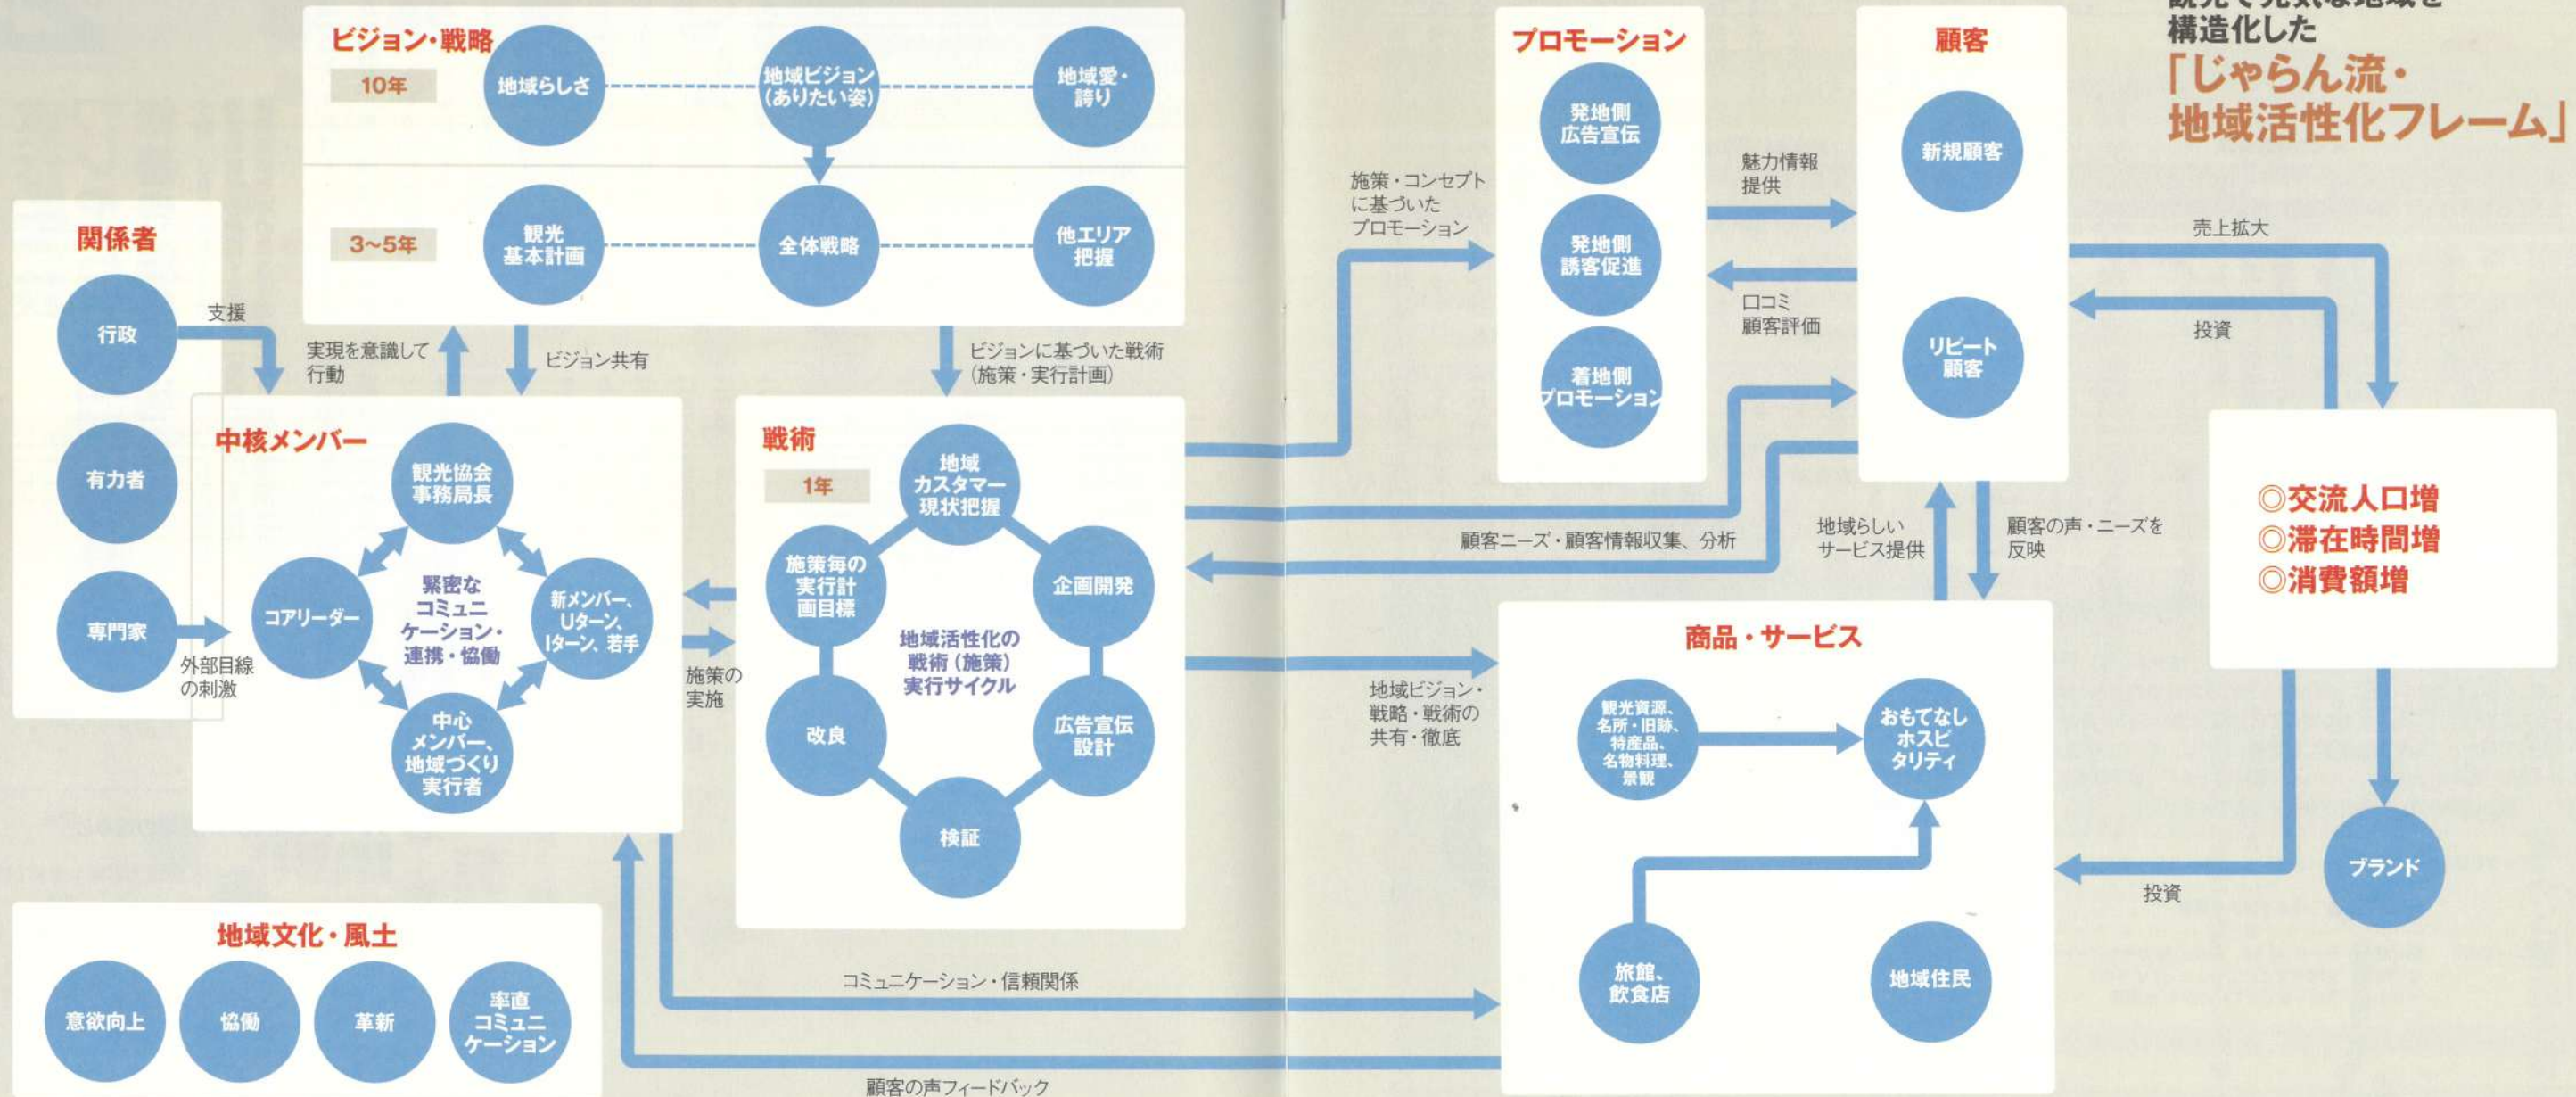 構造化した
「じゃらん流・
地域活性化フレーム」
ビジョン・戦略
10年
地域らしさ
地域ビジョン
(ありたい姿)
地域愛・
誇り
3~5年
観光
基本計画
全体戦略
他エリア
把握
関係者
行政
有力者
専門家
支援
外部目線
の刺激
実現を意識して
行動
ビジョン共有
ビジョンに基づいた戦術
(施策・実行計画)
中核メンバー
観光協会
事務局長
コアリーダー
緊密な
コミュニ
ケーション・
連携・協働
新メンバー、
Uターン、
Iターン、若手
中心
メンバー、
地域づくり
実行者
施策の
実施
戦術
1年
地域
カスタマー
現状把握
施策毎の
実行計
画目標
企画開発
地域活性化の
戦術(施策)
実行サイクル
改良
広告宣伝
設計
検証
地域文化・風土
意欲向上
協働
革新
率直
コミュニ
ケーション
コミュニケーション・信頼関係
顧客の声フィードバック
施策・コンセプト
に基づいた
プロモーション
プロモーション
発地側
広告宣伝
発地側
誘客促進
着地側
プロモーション
魅力情報
提供
口コミ
顧客評価
顧客
新規顧客
リピート
顧客
売上拡大
投資
顧客ニーズ・顧客情報収集、分析
地域らしい
サービス提供
顧客の声・ニーズを
反映
◎交流人口増
◎滞在時間増
◎消費額増
地域ビジョン・
戦略・戦術の
共有・徹底
商品・サービス
観光資源、
名所・旧跡、
特産品、
名物料理、
景観
おもてなし
ホスピ
タリティ
旅館、
飲食店
地域住民
投資
ブランド